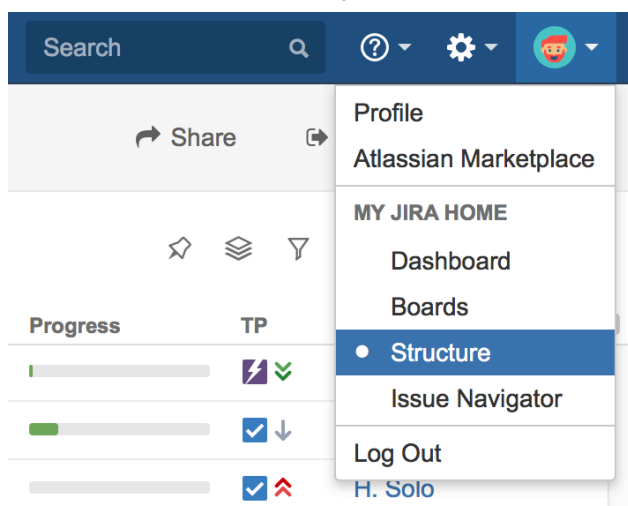 Search
Share
Profile
Atlassian Marketplace
MY JIRA HOME
Dashboard
Boards
Structure
Issue Navigator
Log Out
Progress TP
H. Solo